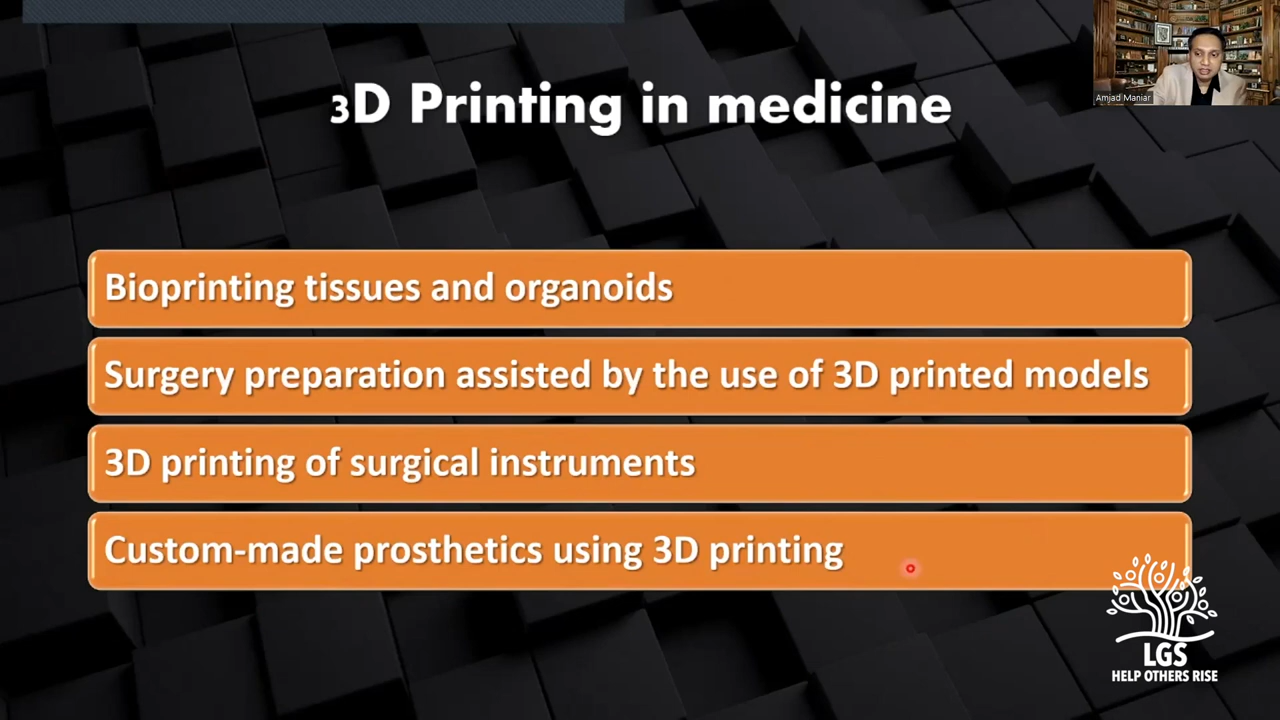 Amjad Maniar
3D Printing in medicine
Bioprinting tissues and organoids
Surgery preparation assisted by the use of 3D printed models
3D printing of surgical instruments
Custom-made prosthetics using 3D printing
LGS
HELP OTHERS RISE